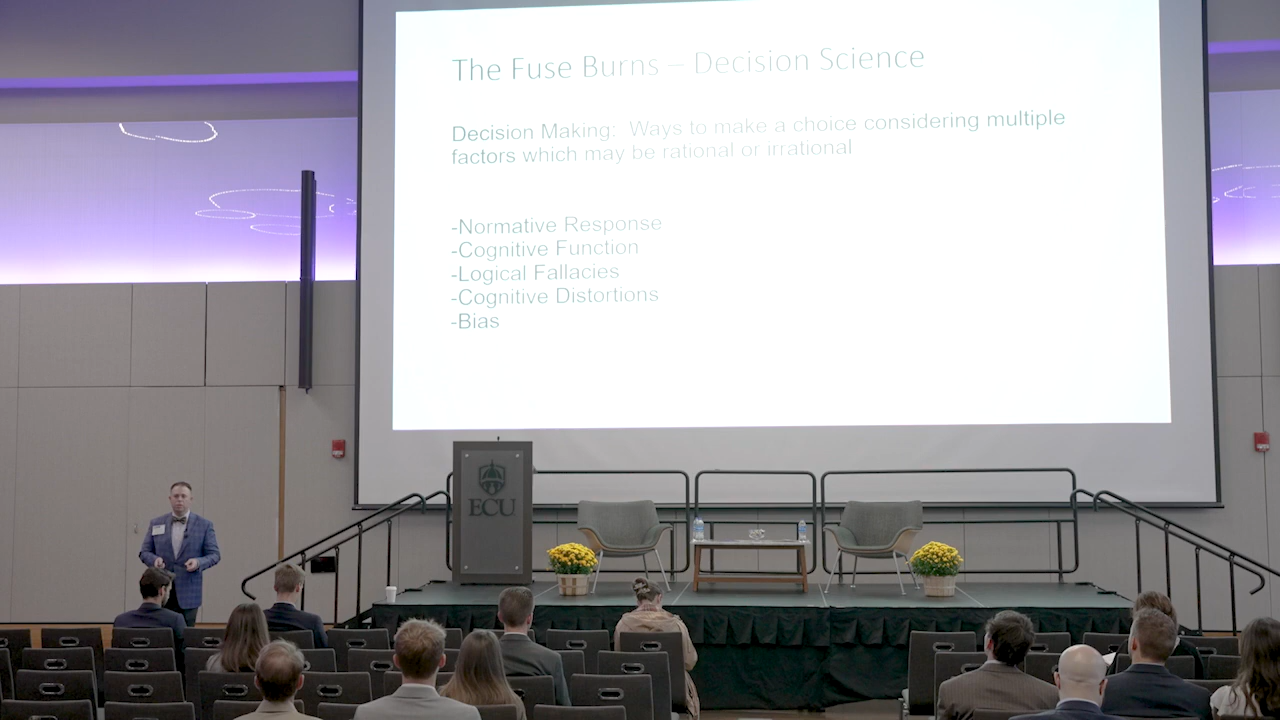 The Fuse Burns – Decision Science
Decision Making:  Ways to make a choice considering multiple
factors which may be rational or irrational
-Normative Response
-Cognitive Function
-Logical Fallacies
-Cognitive Distortions
-Bias
ECU